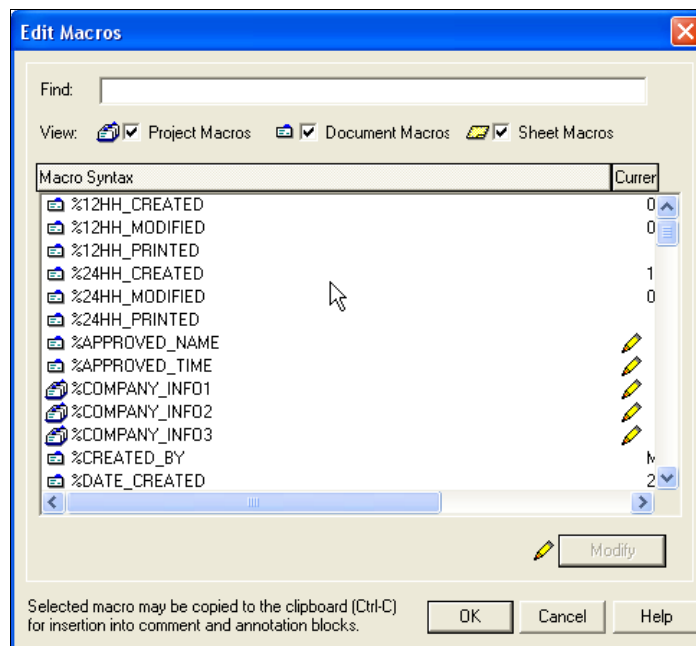 Edit Macros
Find:
View: Project Macros Document Macros Sheet Macros
Macro Syntax Currer
%12HH_CREATED 0
%12HH_MODIFIED 0
%12HH_PRINTED
%24HH_CREATED 1
%24HH_MODIFIED 0
%24HH_PRINTED
%APPROVED_NAME
%APPROVED_TIME
%COMPANY_INFO1
%COMPANY_INFO2
%COMPANY_INFO3
%CREATED_BY M
%DATE_CREATED 2
Modify
Selected macro may be copied to the clipboard (Ctrl-C)
for insertion into comment and annotation blocks.
OK Cancel Help